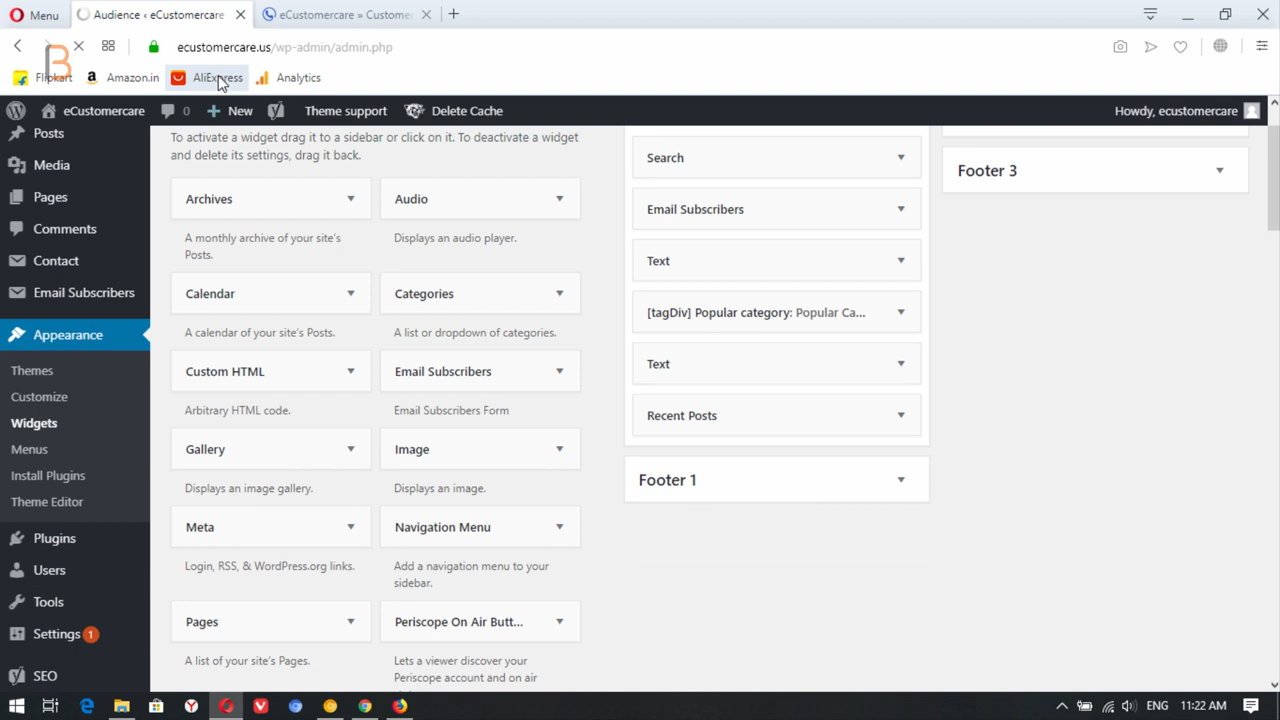 Menu
Audience ‹ eCustomercare
eCustomercare » Custome
ecustomercare.us/wp-admin/admin.php
Flipkart
Amazon.in
AliExpress
Analytics
eCustomercare
0
New
Theme support
Delete Cache
Howdy, ecustomercare
Posts
Media
Pages
Comments
Contact
Email Subscribers
Appearance
Themes
Customize
Widgets
Menus
Install Plugins
Theme Editor
Plugins
Users
Tools
Settings 1
SEO
To activate a widget drag it to a sidebar or click on it. To deactivate a widget
and delete its settings, drag it back.
Archives
A monthly archive of your site's
Posts.
Audio
Displays an audio player.
Calendar
A calendar of your site's Posts.
Categories
A list or dropdown of categories.
Custom HTML
Arbitrary HTML code.
Email Subscribers
Email Subscribers Form
Gallery
Displays an image gallery.
Image
Displays an image.
Meta
Login, RSS, & WordPress.org links.
Navigation Menu
Add a navigation menu to your
sidebar.
Pages
A list of your site's Pages.
Periscope On Air Butt...
Lets a viewer discover your
Periscope account and on air
Search
Email Subscribers
Text
[tagDiv] Popular category: Popular Ca...
Text
Recent Posts
Footer 1
Footer 3
ENG
11:22 AM